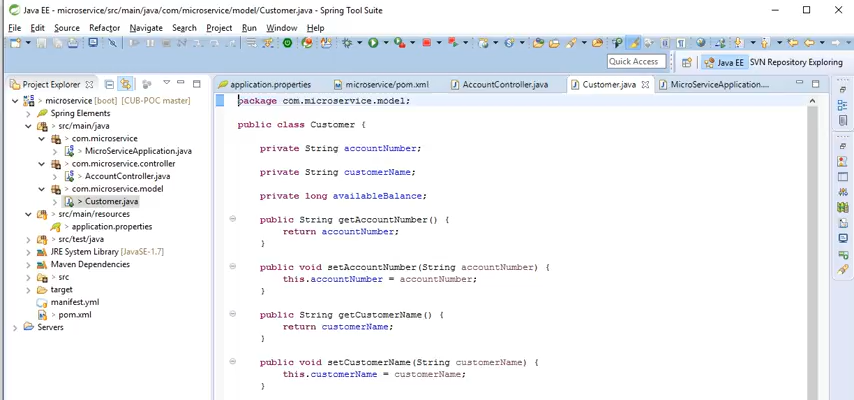 Java EE - microservice/src/main/java/com/microservice/model/Customer.java - Spring Tool Suite
File Edit Source Refactor Navigate Search Project Run Window Help
Quick Access Java EE SVN Repository Exploring
Project Explorer
microservice [boot] [CUB-POC master]
Spring Elements
src/main/java
com.microservice
MicroServiceApplication.java
com.microservice.controller
AccountController.java
com.microservice.model
Customer.java
src/main/resources
application.properties
src/test/java
JRE System Library [JavaSE-1.7]
Maven Dependencies
src
target
manifest.yml
pom.xml
Servers
application.properties microservice/pom.xml AccountController.java Customer.java MicroServiceApplication....
package com.microservice.model;
public class Customer {
private String accountNumber;
private String customerName;
private long availableBalance;
public String getAccountNumber() {
return accountNumber;
}
public void setAccountNumber(String accountNumber) {
this.accountNumber = accountNumber;
}
public String getCustomerName() {
return customerName;
}
public void setCustomerName(String customerName) {
this.customerName = customerName;
}